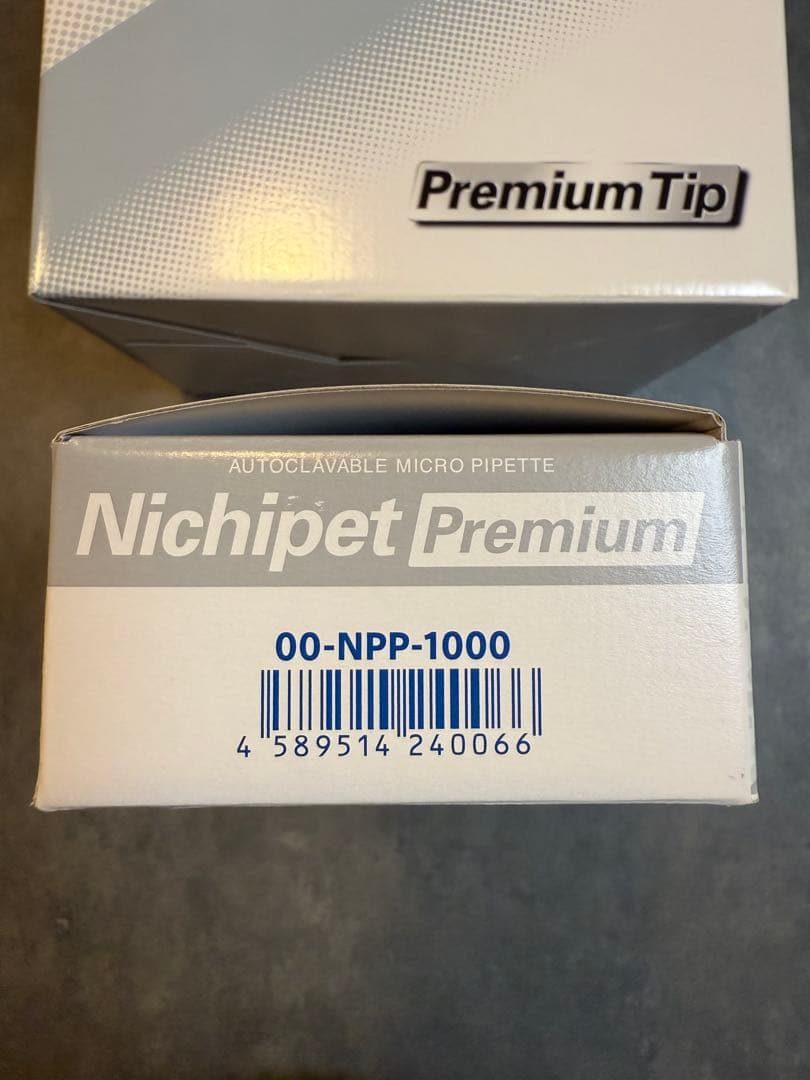 Premium Tip
AUTOCLAVABLE MICRO PIPETTE
Nichipet Premium
00-NPP-1000
4 589514 240066